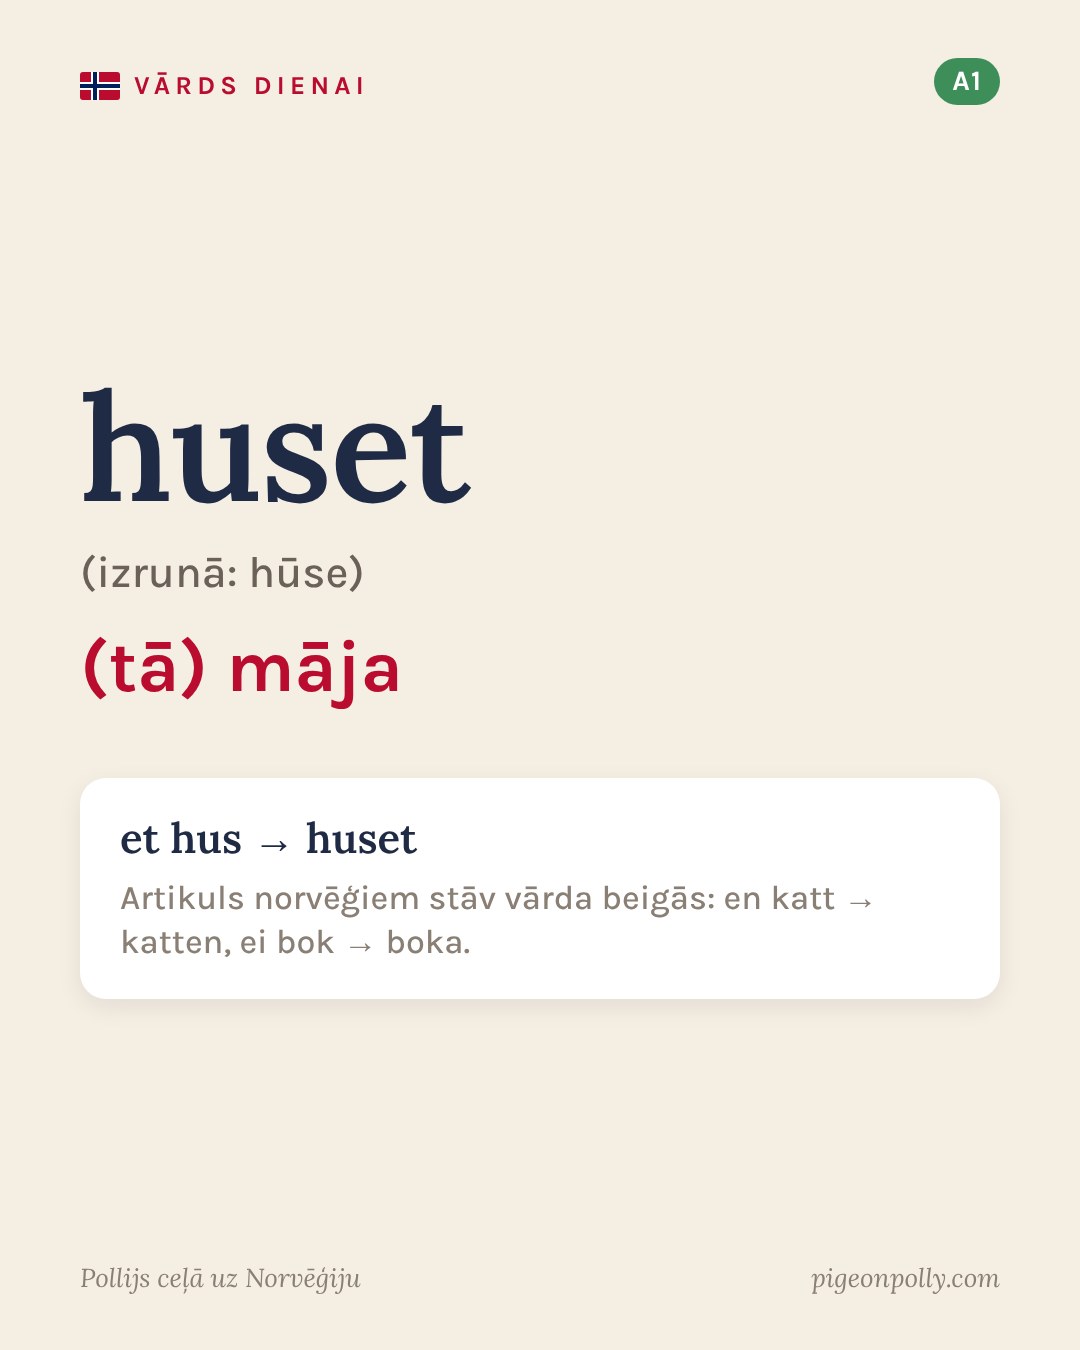 VĀRDS DIENAI
A1
huset
(izrunā: hūse)
(tā) māja
et hus → huset
Artikuls norvēģiem stāv vārda beigās: en katt →
katten, ei bok → boka.
Pollijs ceļā uz Norvēģiju
pigeonpolly.com